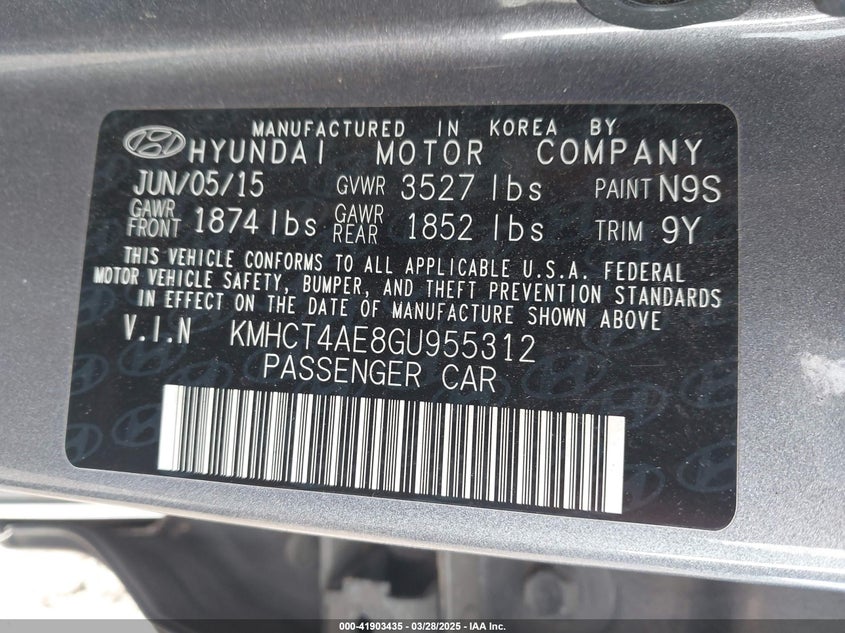 MANUFACTURED IN KOREA BY
HYUNDAI MOTOR COMPANY
JUN/05/15 GVWR 3527 lbs PAINT N9S
GAWR FRONT 1874 lbs GAWR REAR 1852 lbs TRIM 9Y
THIS VEHICLE CONFORMS TO ALL APPLICABLE U.S.A. FEDERAL
MOTOR VEHICLE SAFETY, BUMPER, AND THEFT PREVENTION STANDARDS
IN EFFECT ON THE DATE OF MANUFACTURE SHOWN ABOVE
V.I.N KMHCT4AE8GU955312
PASSENGER CAR
000-41903435 - 03/28/2025 - IAA Inc.